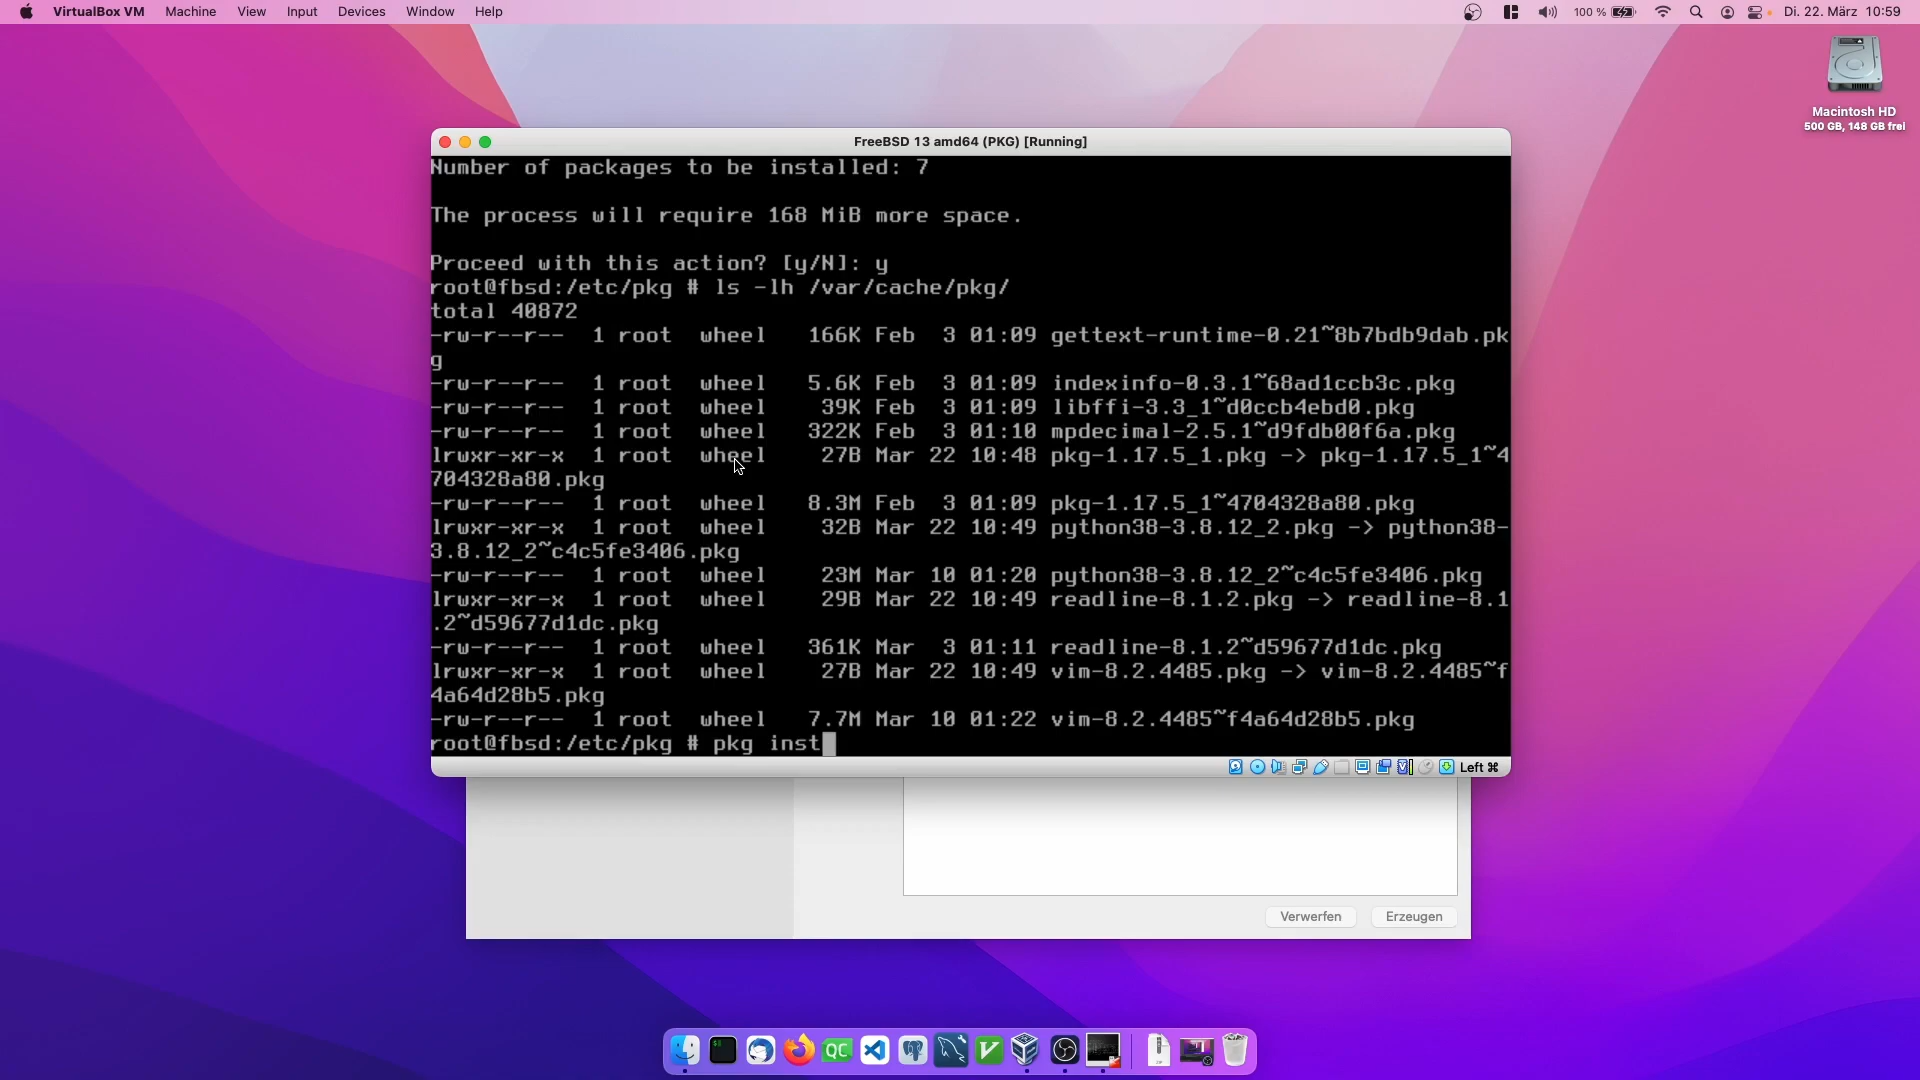 VirtualBox VM Machine View Input Devices Window Help 100 % Di. 22. März 10:59
Macintosh HD
500 GB, 148 GB frei
FreeBSD 13 amd64 (PKG) [Running]
Number of packages to be installed: 7
The process will require 168 MiB more space.
Proceed with this action? [y/N]: y
root@fbsd:/etc/pkg # ls -lh /var/cache/pkg/
total 40872
-rw-r--r--  1 root  wheel   166K Feb  3 01:09 gettext-runtime-0.21~8b7bdb9dab.pk
g
-rw-r--r--  1 root  wheel   5.6K Feb  3 01:09 indexinfo-0.3.1~68ad1ccb3c.pkg
-rw-r--r--  1 root  wheel    39K Feb  3 01:09 libffi-3.3_1~d0ccb4ebd0.pkg
-rw-r--r--  1 root  wheel   322K Feb  3 01:10 mpdecimal-2.5.1~d9fdb00f6a.pkg
lrwxr-xr-x  1 root  wheel    27B Mar 22 10:48 pkg-1.17.5_1.pkg -> pkg-1.17.5_1~4
704328a80.pkg
-rw-r--r--  1 root  wheel   8.3M Feb  3 01:09 pkg-1.17.5_1~4704328a80.pkg
lrwxr-xr-x  1 root  wheel    32B Mar 22 10:49 python38-3.8.12_2.pkg -> python38-
3.8.12_2~c4c5fe3406.pkg
-rw-r--r--  1 root  wheel    23M Mar 10 01:20 python38-3.8.12_2~c4c5fe3406.pkg
lrwxr-xr-x  1 root  wheel    29B Mar 22 10:49 readline-8.1.2.pkg -> readline-8.1
.2~d59677d1dc.pkg
-rw-r--r--  1 root  wheel   361K Mar  3 01:11 readline-8.1.2~d59677d1dc.pkg
lrwxr-xr-x  1 root  wheel    27B Mar 22 10:49 vim-8.2.4485.pkg -> vim-8.2.4485~f
4a64d28b5.pkg
-rw-r--r--  1 root  wheel   7.7M Mar 10 01:22 vim-8.2.4485~f4a64d28b5.pkg
root@fbsd:/etc/pkg # pkg inst
Left ⌘
Verwerfen Erzeugen
QC